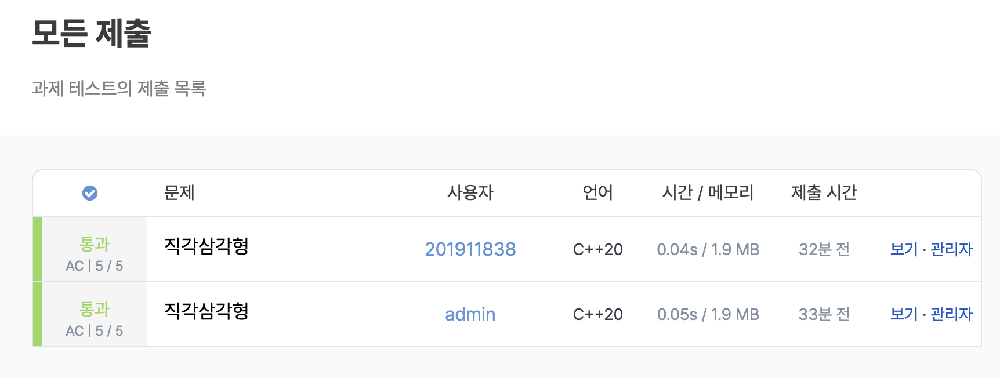 모든 제출
과제 테스트의 제출 목록
문제 사용자 언어 시간 / 메모리 제출 시간
통과 직각삼각형 201911838 C++20 0.04s / 1.9 MB 32분 전 보기 · 관리자
AC | 5 / 5
통과 직각삼각형 admin C++20 0.05s / 1.9 MB 33분 전 보기 · 관리자
AC | 5 / 5